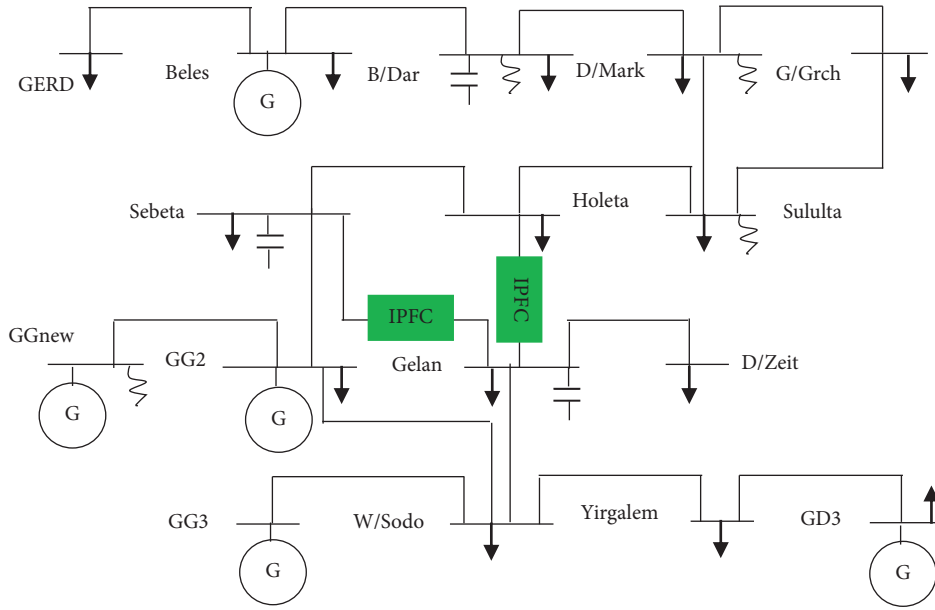 GERD
Beles
G
B/Dar
D/Mark
G/Grch
Sebeta
Holeta
Sululta
IPFC
IPFC
GGnew
G
GG2
G
Gelan
D/Zeit
GG3
G
W/Sodo
Yirgalem
GD3
G